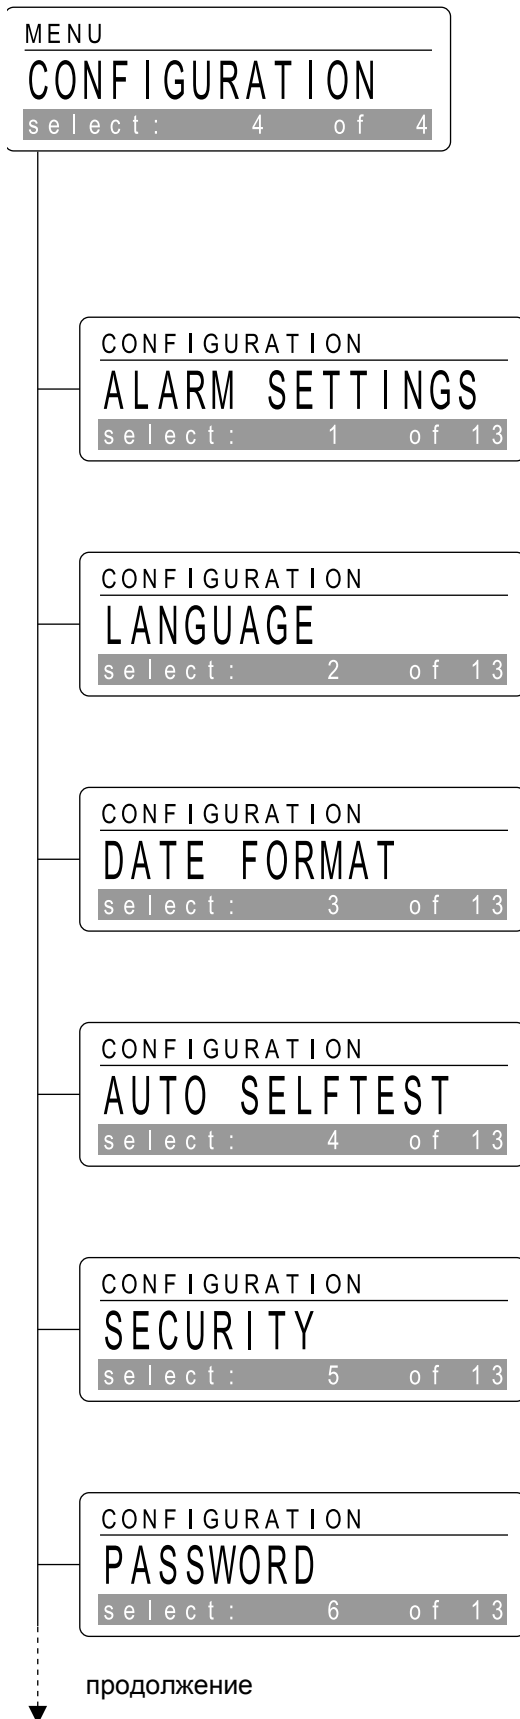 MENU
CONFIGURATION
select: 4 of 4
CONFIGURATION
ALARM SETTINGS
select: 1 of 13
CONFIGURATION
LANGUAGE
select: 2 of 13
CONFIGURATION
DATE FORMAT
select: 3 of 13
CONFIGURATION
AUTO SELFTEST
select: 4 of 13
CONFIGURATION
SECURITY
select: 5 of 13
CONFIGURATION
PASSWORD
select: 6 of 13
продолжение